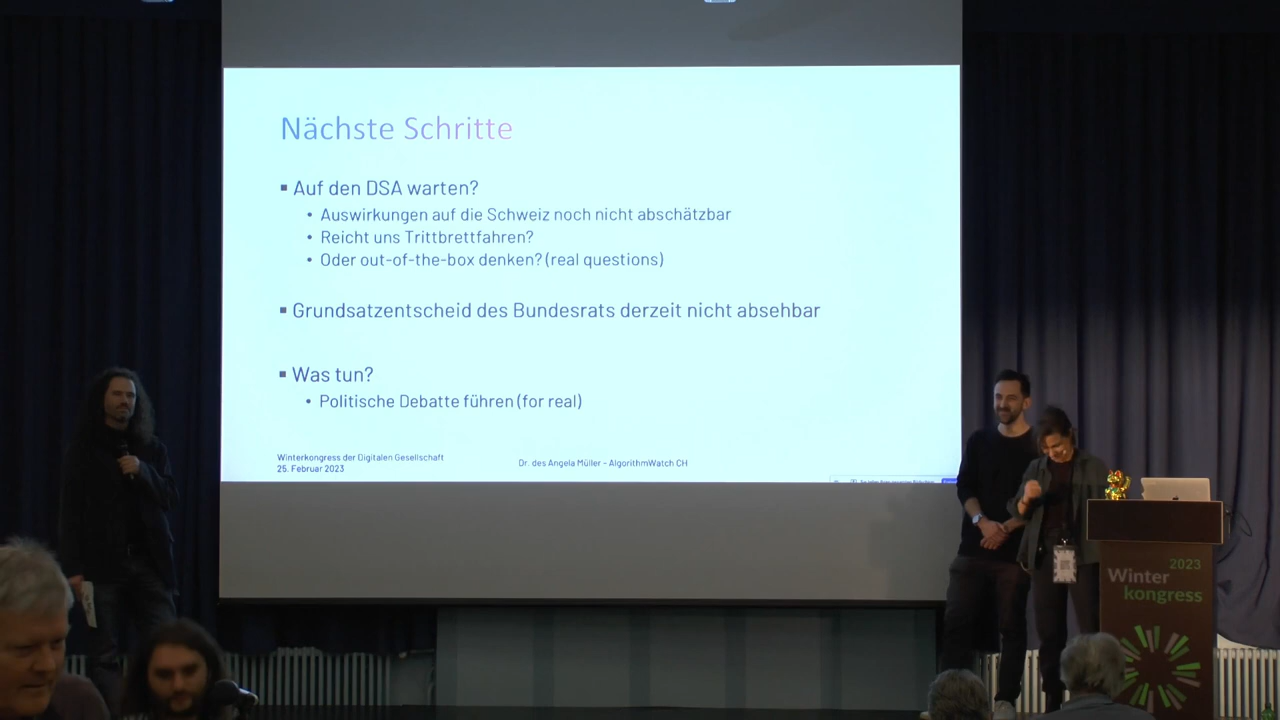 Nächste Schritte
▪ Auf den DSA warten?
• Auswirkungen auf die Schweiz noch nicht abschätzbar
• Reicht uns Trittbrettfahren?
• Oder out-of-the-box denken? (real questions)
▪ Grundsatzentscheid des Bundesrats derzeit nicht absehbar
▪ Was tun?
• Politische Debatte führen (for real)
Winterkongress der Digitalen Gesellschaft
25. Februar 2023
Dr. des Angela Müller - AlgorithmWatch CH
2023
Winter
kongress